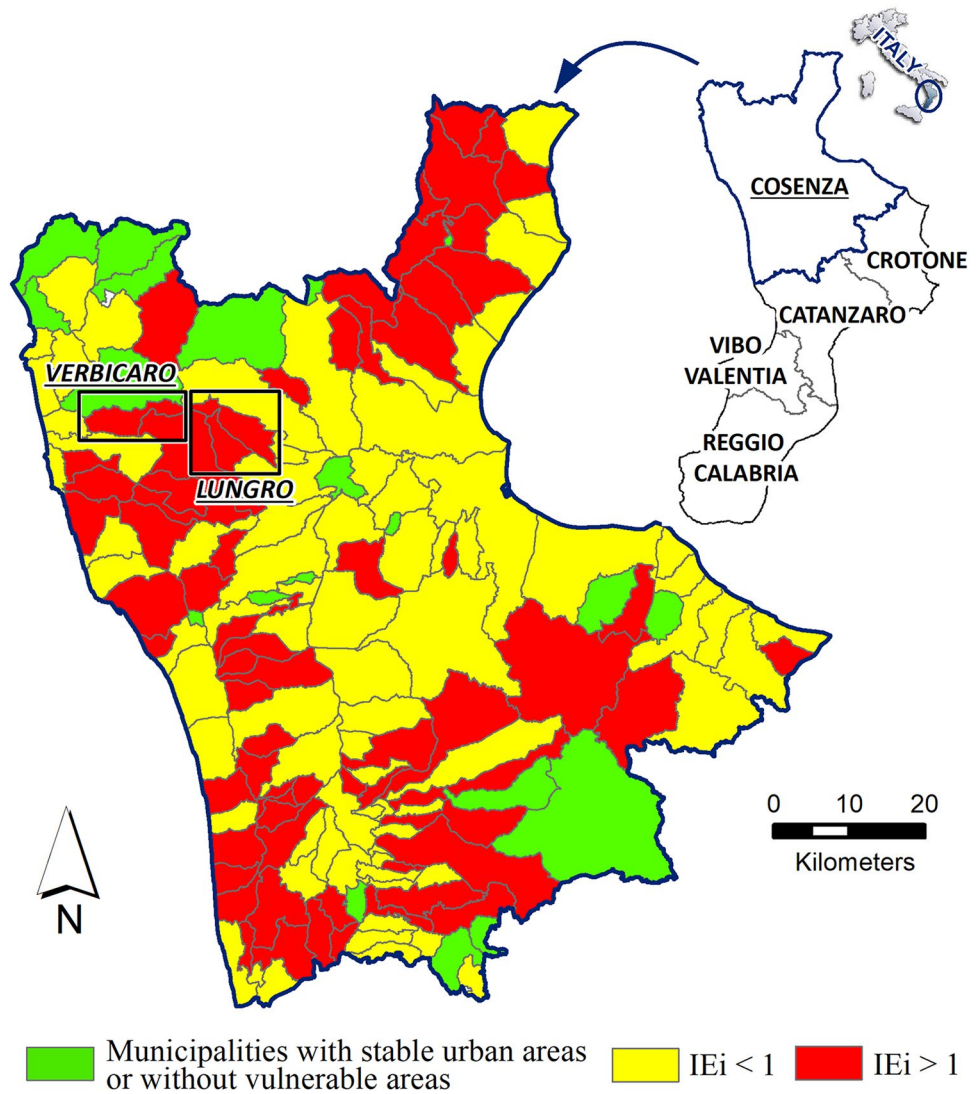 ITALY
COSENZA
CROTONE
CATANZARO
VIBO
VALENTIA
REGGIO
CALABRIA
VERBICARO
LUNGRO
0 10 20
Kilometers
N
Municipalities with stable urban areas
or without vulnerable areas
IEi < 1
IEi > 1